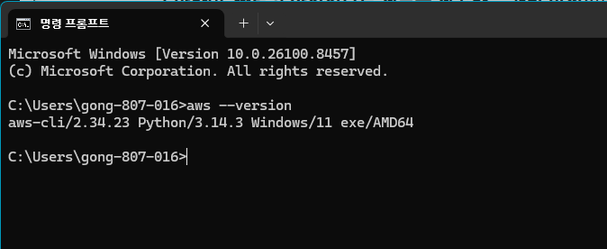 명령 프롬프트
Microsoft Windows [Version 10.0.26100.8457]
(c) Microsoft Corporation. All rights reserved.
C:\Users\gong-807-016>aws --version
aws-cli/2.34.23 Python/3.14.3 Windows/11 exe/AMD64
C:\Users\gong-807-016>